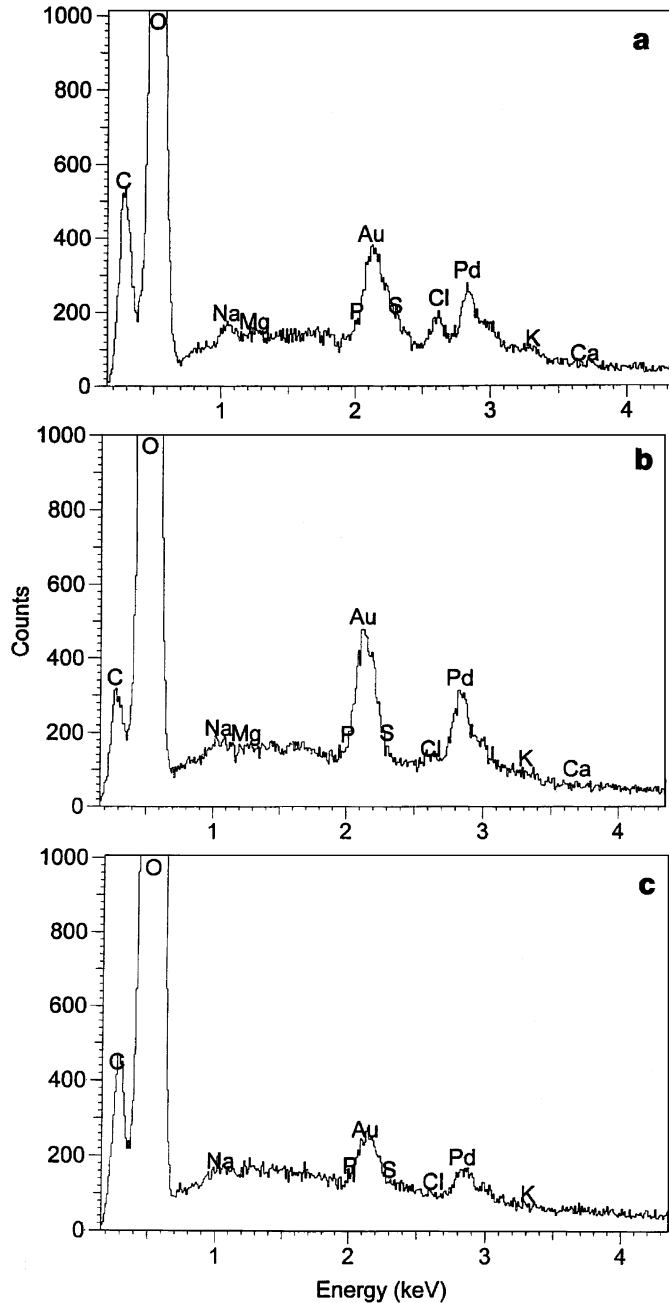 a
1000
800
600
400
200
0
O
C
Na
Mg
P
Au
S
Cl
Pd
K
Ca
1
2
3
4
b
1000
800
600
400
200
0
Counts
O
C
Na
Mg
P
Au
S
Cl
Pd
K
Ca
1
2
3
4
c
1000
800
600
400
200
0
O
C
Na
P
Au
S
Cl
Pd
K
1
2
3
4
Energy (keV)